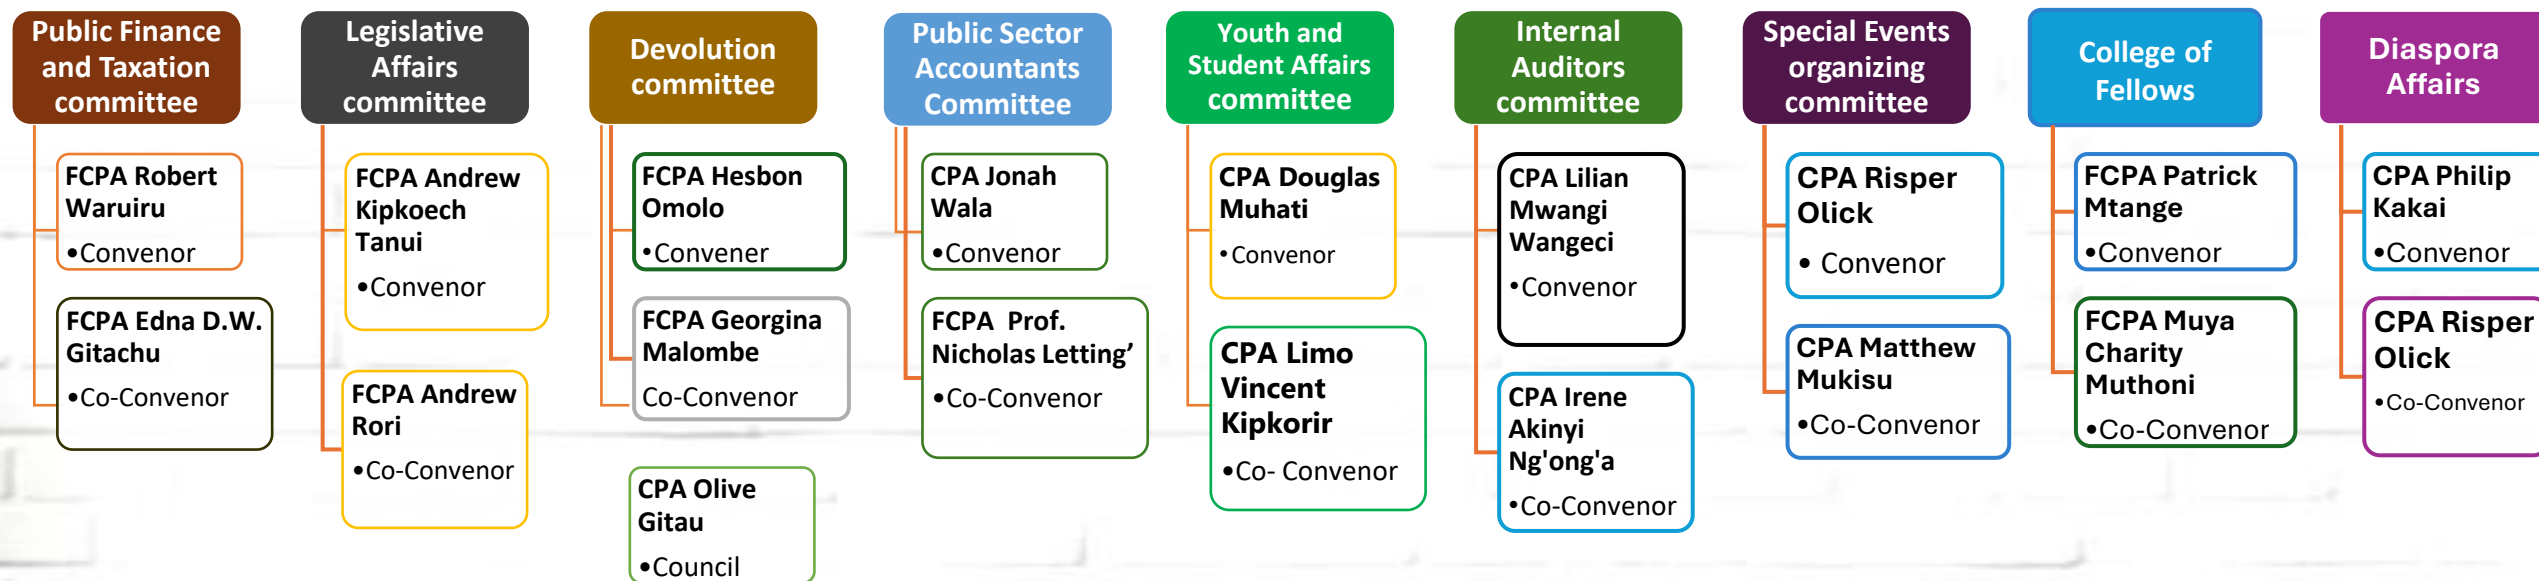 Public Finance
and Taxation
committee
FCPA Robert
Waruiru
•Convenor
FCPA Edna D.W.
Gitachu
•Co-Convenor
Legislative
Affairs
committee
FCPA Andrew
Kipkoech
Tanui
•Convenor
FCPA Andrew
Rori
•Co-Convenor
Devolution
committee
FCPA Hesbon
Omolo
•Convener
FCPA Georgina
Malombe
Co-Convenor
CPA Olive
Gitau
•Council
Public Sector
Accountants
Committee
CPA Jonah
Wala
•Convenor
FCPA  Prof.
Nicholas Letting’
•Co-Convenor
Youth and
Student Affairs
committee
CPA Douglas
Muhati
•Convenor
CPA Limo
Vincent
Kipkorir
•Co- Convenor
Internal
Auditors
committee
CPA Lilian
Mwangi
Wangeci
•Convenor
CPA Irene
Akinyi
Ng'ong'a
•Co-Convenor
Special Events
organizing
committee
CPA Risper
Olick
• Convenor
CPA Matthew
Mukisu
•Co-Convenor
College of
Fellows
FCPA Patrick
Mtange
•Convenor
FCPA Muya
Charity
Muthoni
•Co-Convenor
Diaspora
Affairs
CPA Philip
Kakai
•Convenor
CPA Risper
Olick
•Co-Convenor